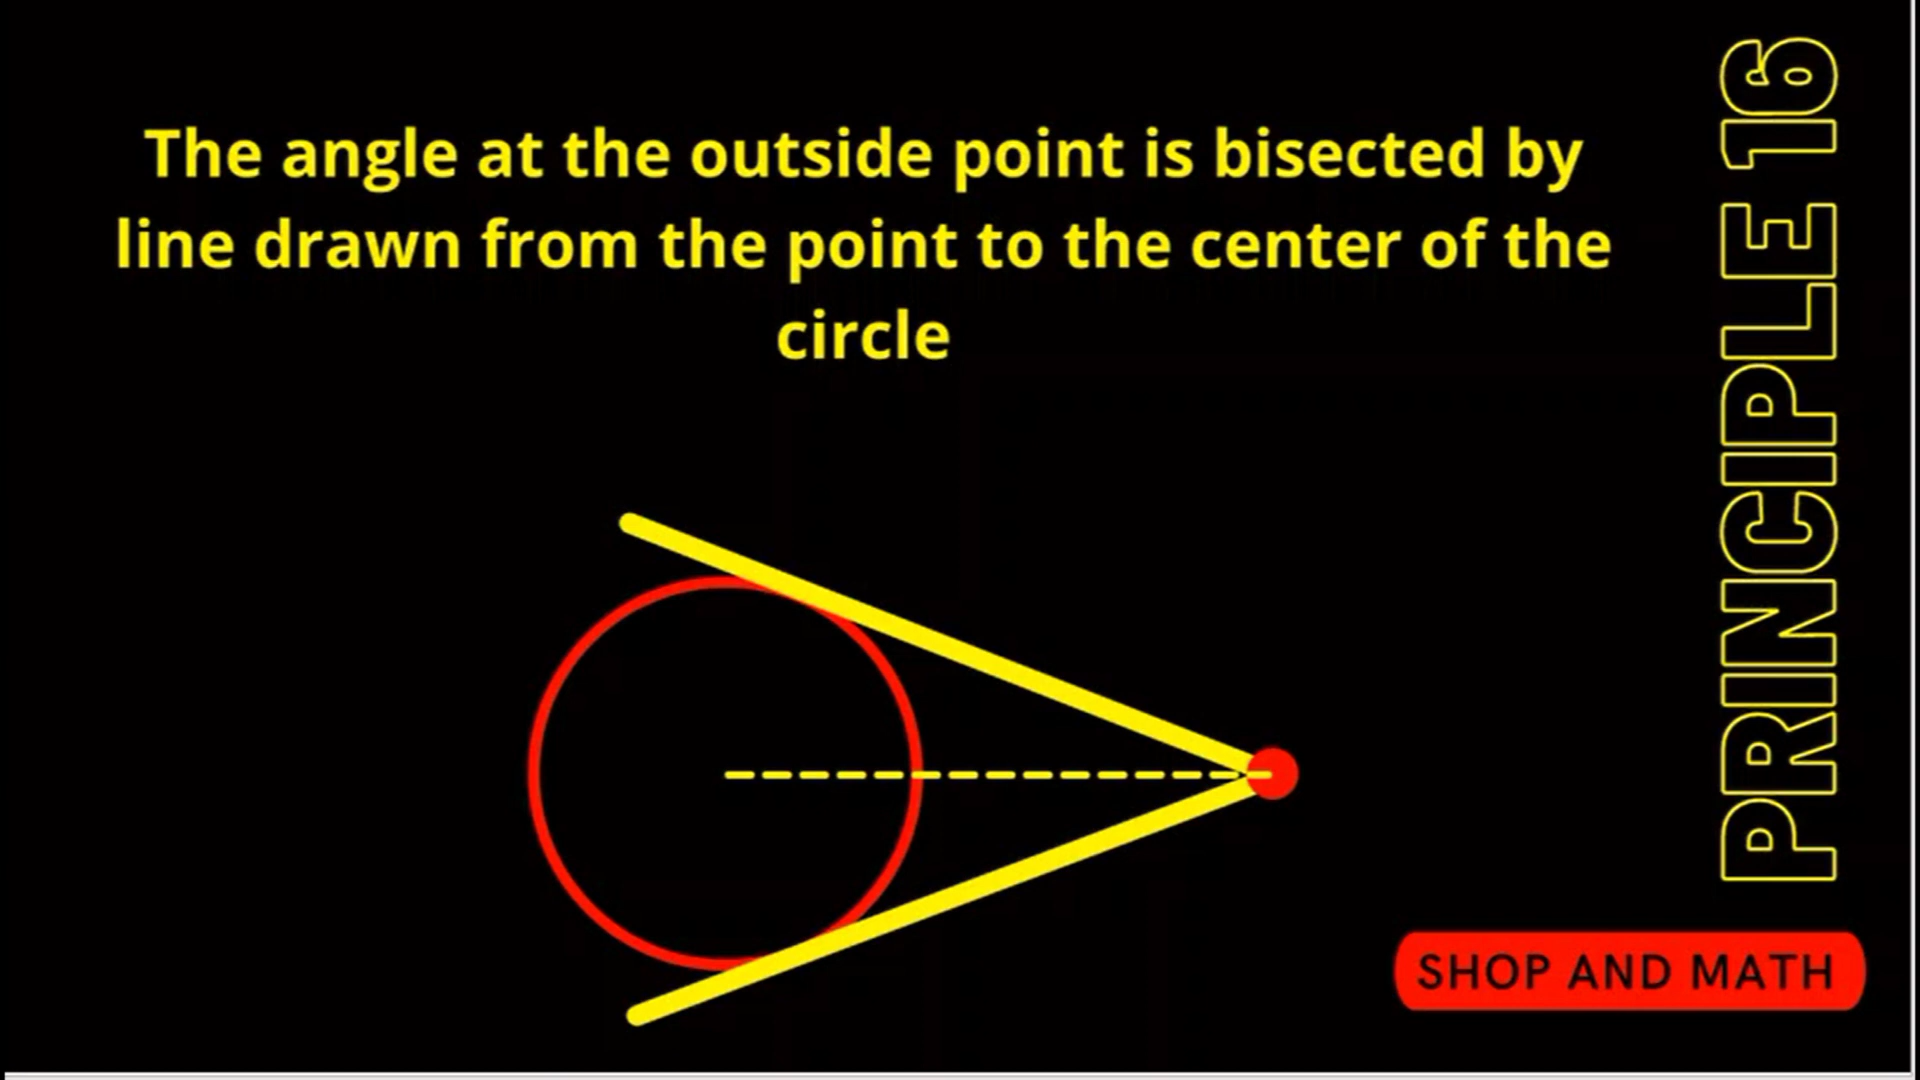 The angle at the outside point is bisected by
line drawn from the point to the center of the
circle
PRINCIPLE 16
SHOP AND MATH